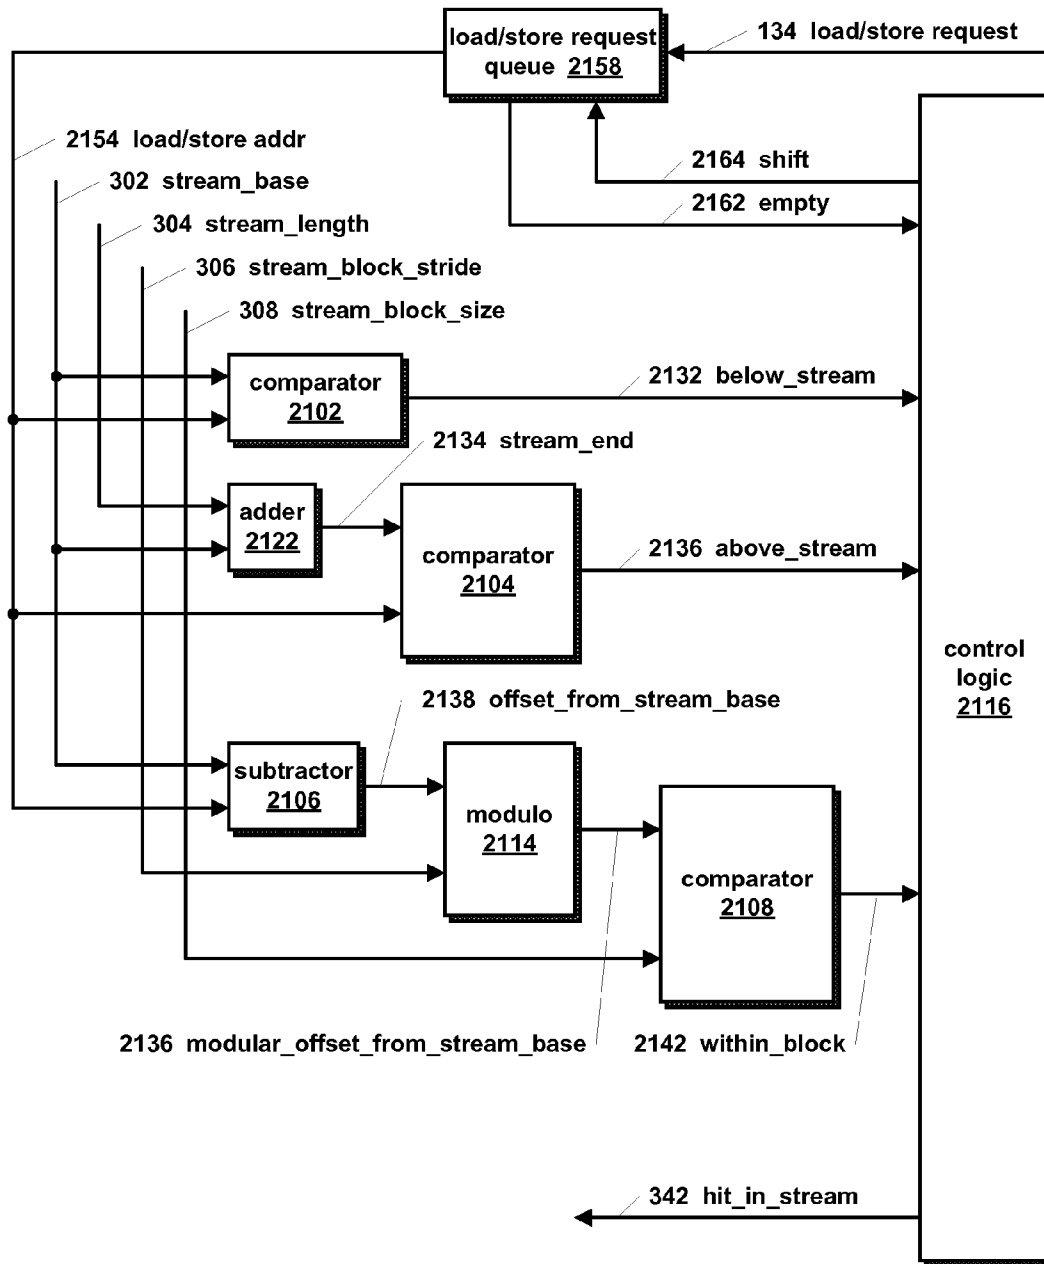 load/store request
queue 2158
134 load/store request
2154 load/store addr
2164 shift
302 stream_base
2162 empty
304 stream_length
306 stream_block_stride
308 stream_block_size
comparator
2102
2132 below_stream
2134 stream_end
adder
2122
comparator
2104
2136 above_stream
control
logic
2116
2138 offset_from_stream_base
subtractor
2106
modulo
2114
comparator
2108
2136 modular_offset_from_stream_base
2142 within_block
342 hit_in_stream